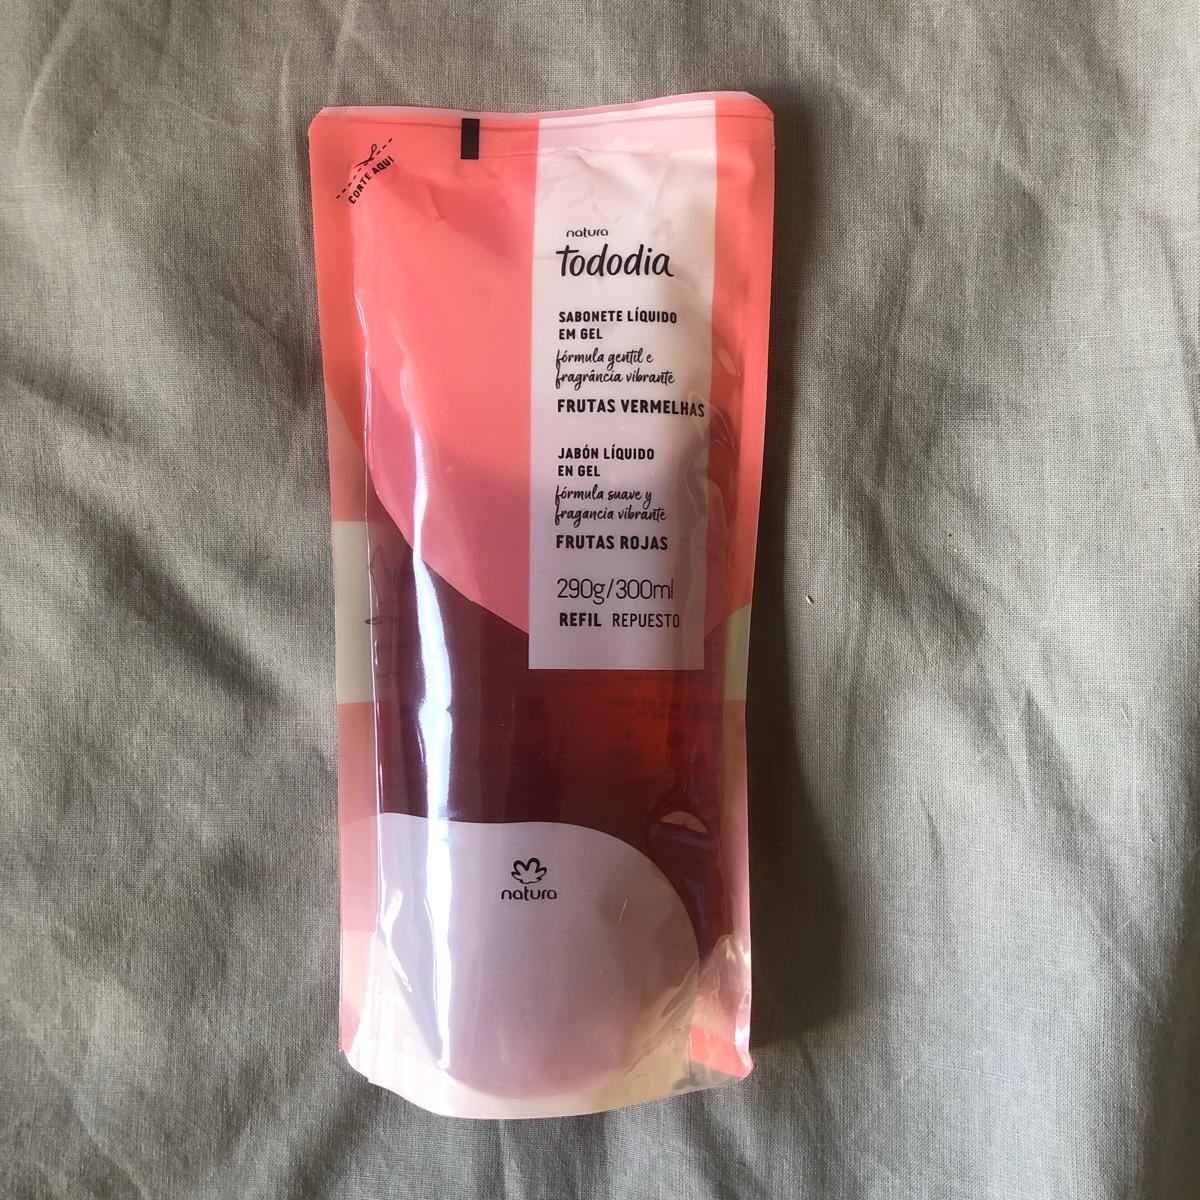 CORTE AQUI
natura
tododia
SABONETE LÍQUIDO
EM GEL
fórmula gentil e
fragrância vibrante
FRUTAS VERMELHAS
JABÓN LÍQUIDO
EN GEL
fórmula suave y
fragancia vibrante
FRUTAS ROJAS
290g/300ml
REFIL REPUESTO
natura